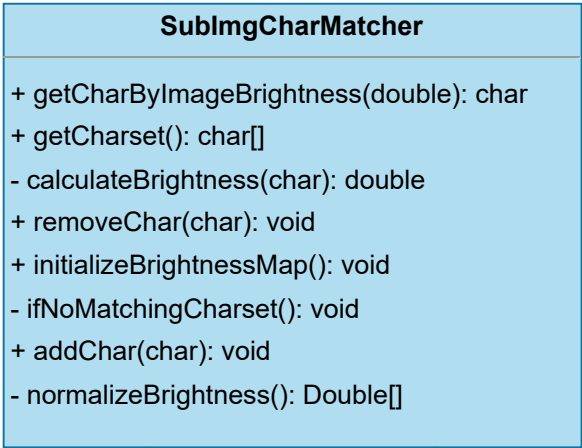 SubImgCharMatcher
+ getCharByImageBrightness(double): char
+ getCharset(): char[]
- calculateBrightness(char): double
+ removeChar(char): void
+ initializeBrightnessMap(): void
- ifNoMatchingCharset(): void
+ addChar(char): void
- normalizeBrightness(): Double[]